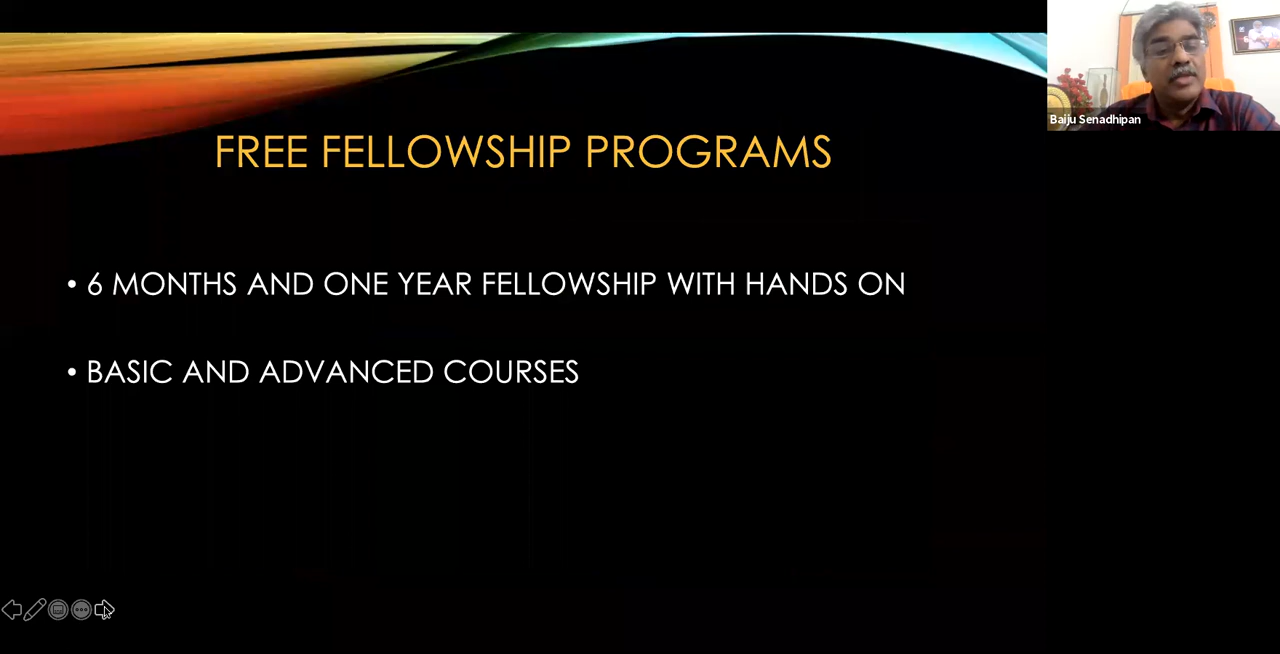 FREE FELLOWSHIP PROGRAMS
• 6 MONTHS AND ONE YEAR FELLOWSHIP WITH HANDS ON
• BASIC AND ADVANCED COURSES
Baiju Senadhipan